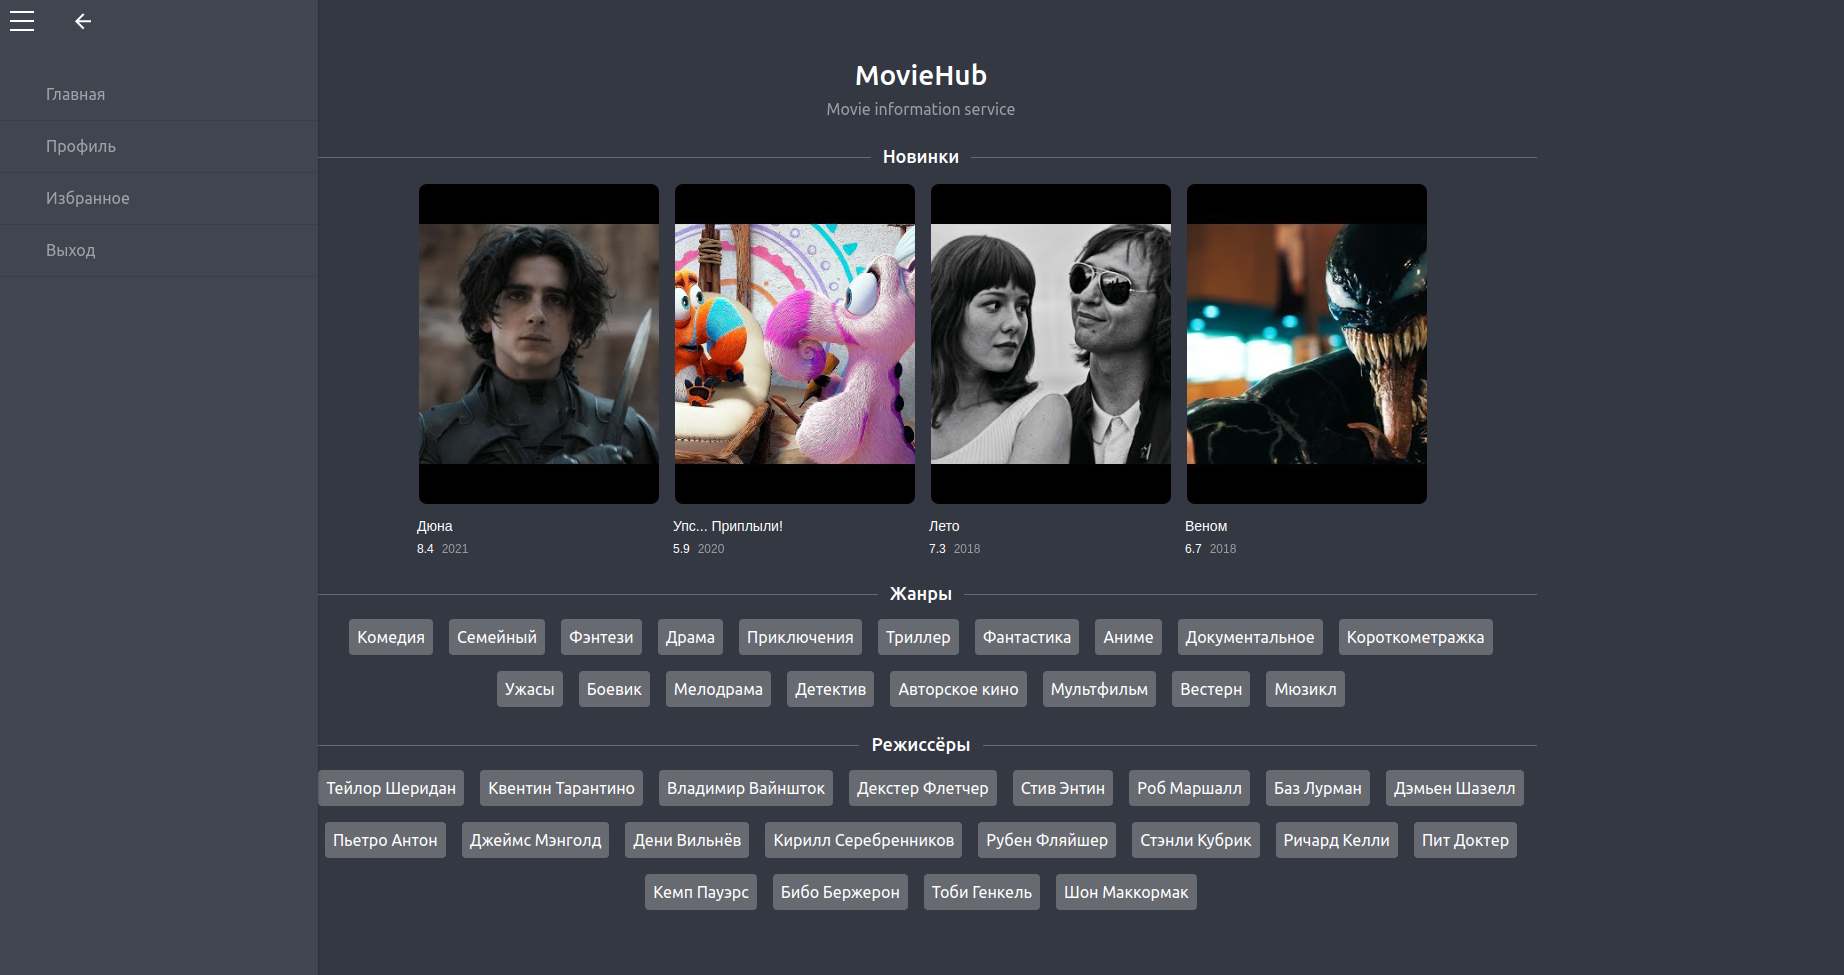 Главная
Профиль
Избранное
Выход
MovieHub
Movie information service
Новинки
Дюна
8.4 2021
Упс... Приплыли!
5.9 2020
Лето
7.3 2018
Веном
6.7 2018
Жанры
Комедия Семейный Фэнтези Драма Приключения Триллер Фантастика Аниме Документальное Короткометражка
Ужасы Боевик Мелодрама Детектив Авторское кино Мультфильм Вестерн Мюзикл
Режиссёры
Тейлор Шеридан Квентин Тарантино Владимир Вайншток Декстер Флетчер Стив Энтин Роб Маршалл Баз Лурман Дэмьен Шазелл
Пьетро Антон Джеймс Мэнголд Дени Вильнёв Кирилл Серебренников Рубен Фляйшер Стэнли Кубрик Ричард Келли Пит Доктер
Кемп Пауэрс Бибо Бержерон Тоби Генкель Шон Маккормак